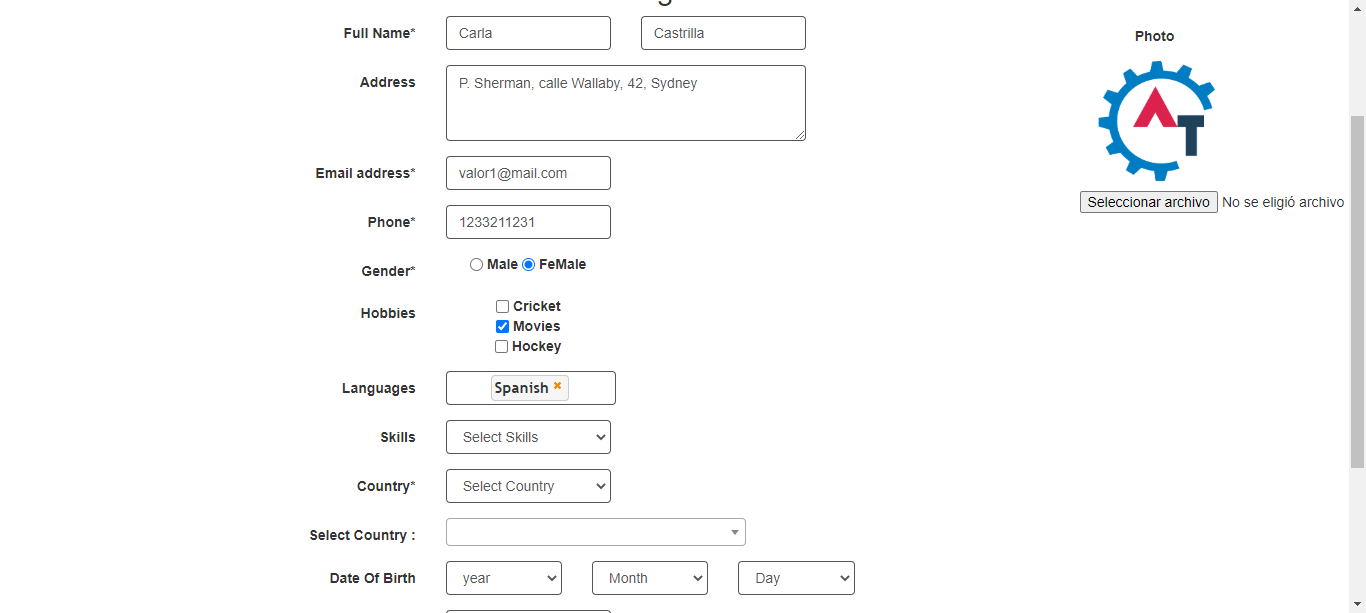 Full Name* Carla Castrilla
Photo
Address P. Sherman, calle Wallaby, 42, Sydney
AT
Email address* valor1@mail.com
Seleccionar archivo No se eligió archivo
Phone* 1233211231
Gender* Male FeMale
Hobbies Cricket
Movies
Hockey
Languages Spanish
Skills Select Skills
Country* Select Country
Select Country :
Date Of Birth year Month Day